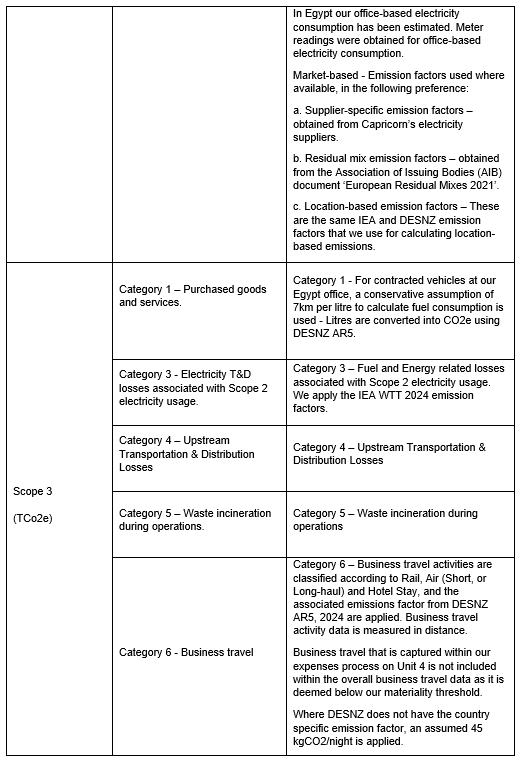 In Egypt our office-based electricity
consumption has been estimated. Meter
readings were obtained for office-based
electricity consumption.
Market-based - Emission factors used where
available, in the following preference:
a. Supplier-specific emission factors –
obtained from Capricorn's electricity
suppliers.
b. Residual mix emission factors – obtained
from the Association of Issuing Bodies (AIB)
document 'European Residual Mixes 2021'.
c. Location-based emission factors – These
are the same IEA and DESNZ emission
factors that we use for calculating location-
based emissions.
Scope 3
(TCo2e)
Category 1 – Purchased goods
and services.
Category 1 - For contracted vehicles at our
Egypt office, a conservative assumption of
7km per litre to calculate fuel consumption is
used - Litres are converted into CO2e using
DESNZ AR5.
Category 3 - Electricity T&D
losses associated with Scope 2
electricity usage.
Category 3 – Fuel and Energy related losses
associated with Scope 2 electricity usage.
We apply the IEA WTT 2024 emission
factors.
Category 4 – Upstream
Transportation & Distribution
Losses
Category 4 – Upstream Transportation &
Distribution Losses
Category 5 – Waste incineration
during operations.
Category 5 – Waste incineration during
operations
Category 6 - Business travel
Category 6 – Business travel activities are
classified according to Rail, Air (Short, or
Long-haul) and Hotel Stay, and the
associated emissions factor from DESNZ
AR5, 2024 are applied. Business travel
activity data is measured in distance.
Business travel that is captured within our
expenses process on Unit 4 is not included
within the overall business travel data as it is
deemed below our materiality threshold.
Where DESNZ does not have the country
specific emission factor, an assumed 45
kgCO2/night is applied.